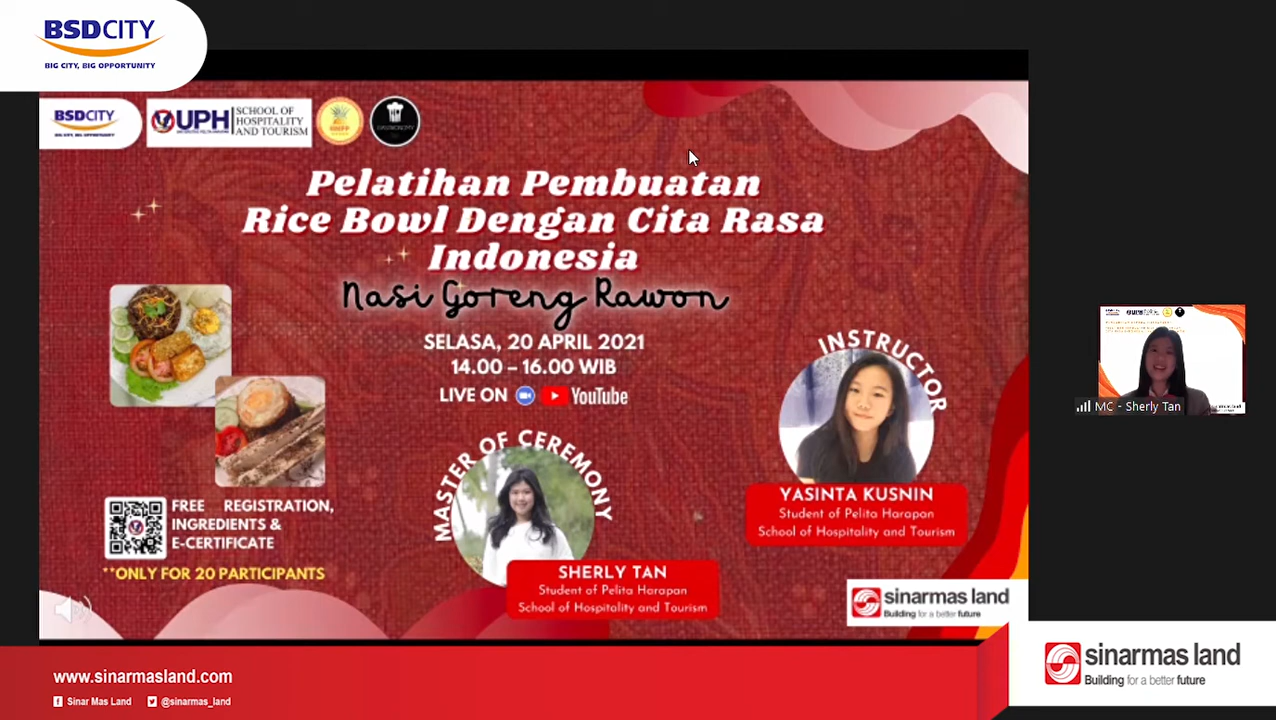 BSDCITY
BIG CITY, BIG OPPORTUNITY
BSDCITY
BIG CITY, BIG OPPORTUNITY
UPH
SCHOOL OF
HOSPITALITY
AND TOURISM
Pelatihan Pembuatan
Rice Bowl Dengan Cita Rasa
Indonesia
Nasi Goreng Rawon
SELASA, 20 APRIL 2021
14.00 – 16.00 WIB
LIVE ON YouTube
INSTRUCTOR
YASINTA KUSNIN
Student of Pelita Harapan
School of Hospitality and Tourism
MASTER OF CEREMONY
SHERLY TAN
Student of Pelita Harapan
School of Hospitality and Tourism
FREE REGISTRATION,
INGREDIENTS &
E-CERTIFICATE
**ONLY FOR 20 PARTICIPANTS
sinarmas land
Building for a better future
MC - Sherly Tan
www.sinarmasland.com
Sinar Mas Land @sinarmas_land
sinarmas land
Building for a better future